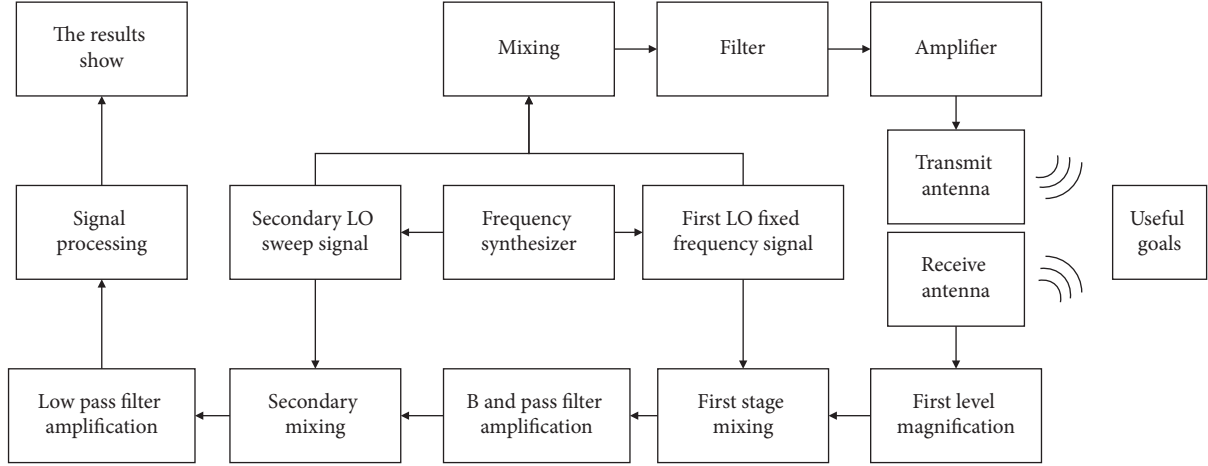 The results
show
Mixing
Filter
Amplifier
Transmit
antenna
Signal
processing
Secondary LO
sweep signal
Frequency
synthesizer
First LO fixed
frequency signal
Useful
goals
Receive
antenna
Low pass filter
amplification
Secondary
mixing
B and pass filter
amplification
First stage
mixing
First level
magnification